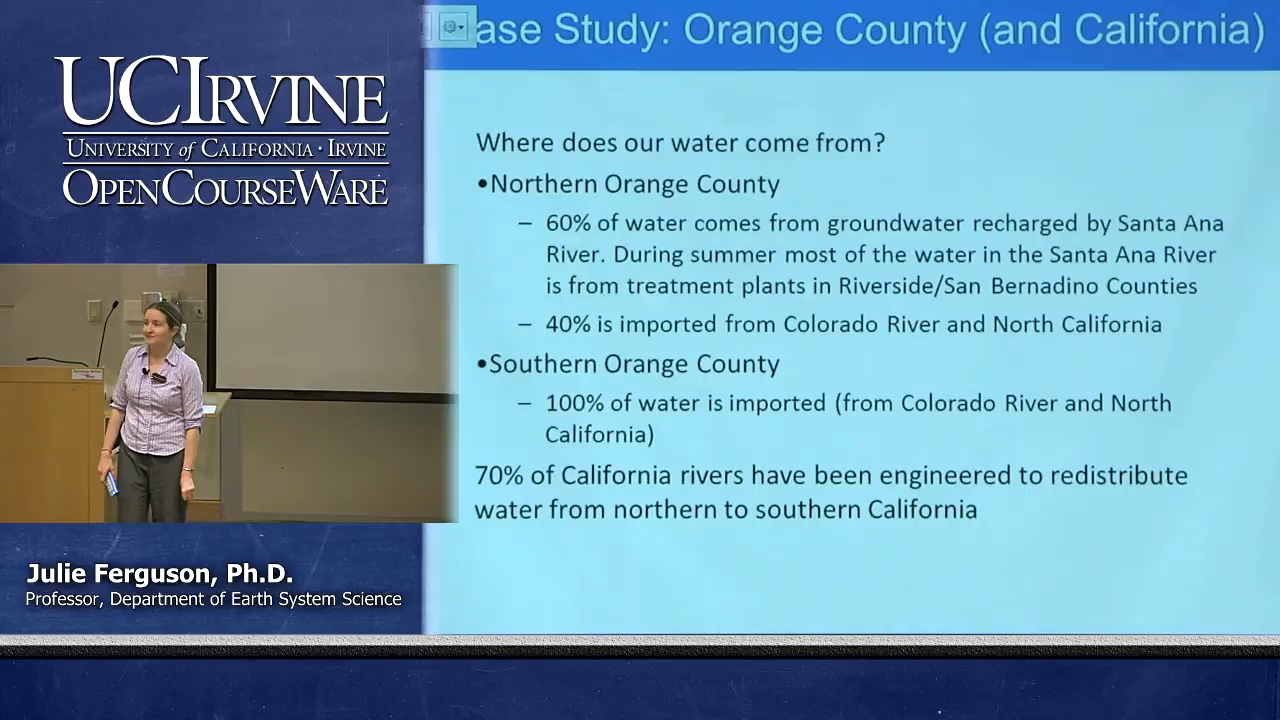 UCIRVINE
UNIVERSITY of CALIFORNIA · IRVINE
OPENCOURSEWARE
ase Study: Orange County (and California)
Where does our water come from?
•Northern Orange County
– 60% of water comes from groundwater recharged by Santa Ana
River. During summer most of the water in the Santa Ana River
is from treatment plants in Riverside/San Bernadino Counties
– 40% is imported from Colorado River and North California
•Southern Orange County
– 100% of water is imported (from Colorado River and North
California)
70% of California rivers have been engineered to redistribute
water from northern to southern California
Julie Ferguson, Ph.D.
Professor, Department of Earth System Science